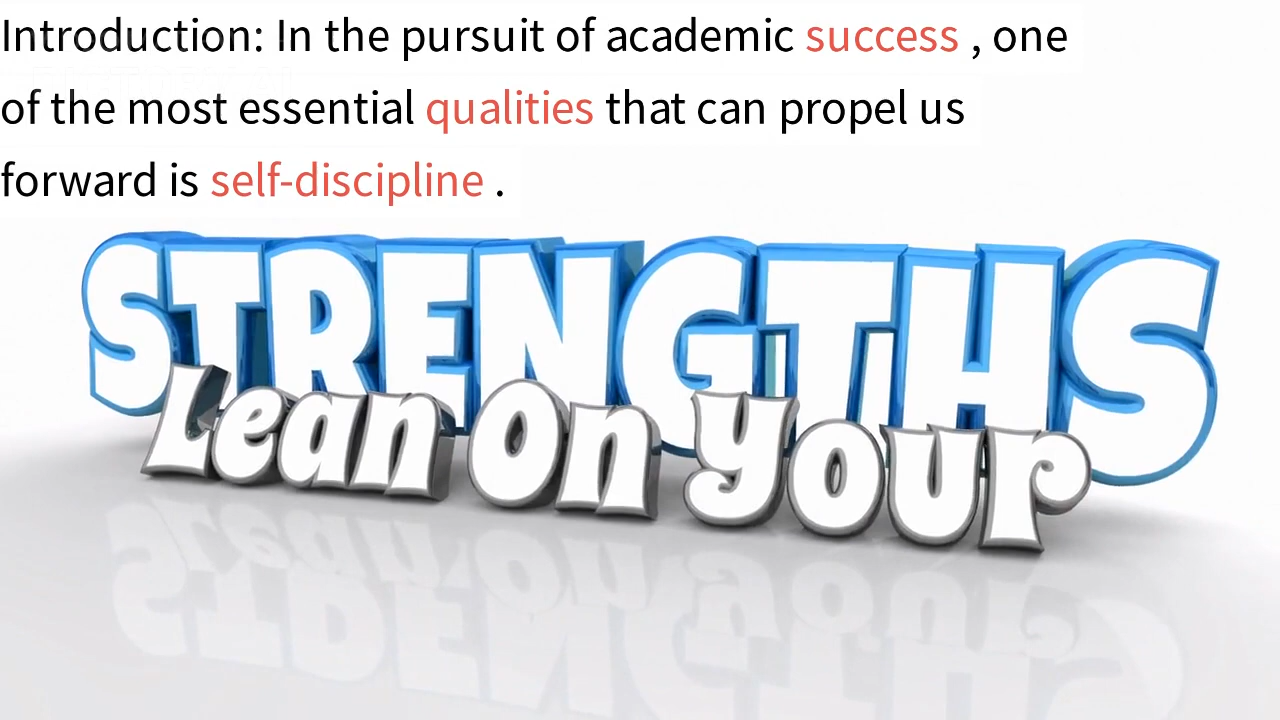 Introduction: In the pursuit of academic success , one
of the most essential qualities that can propel us
forward is self-discipline .
STRENGTHS
Lean On Your